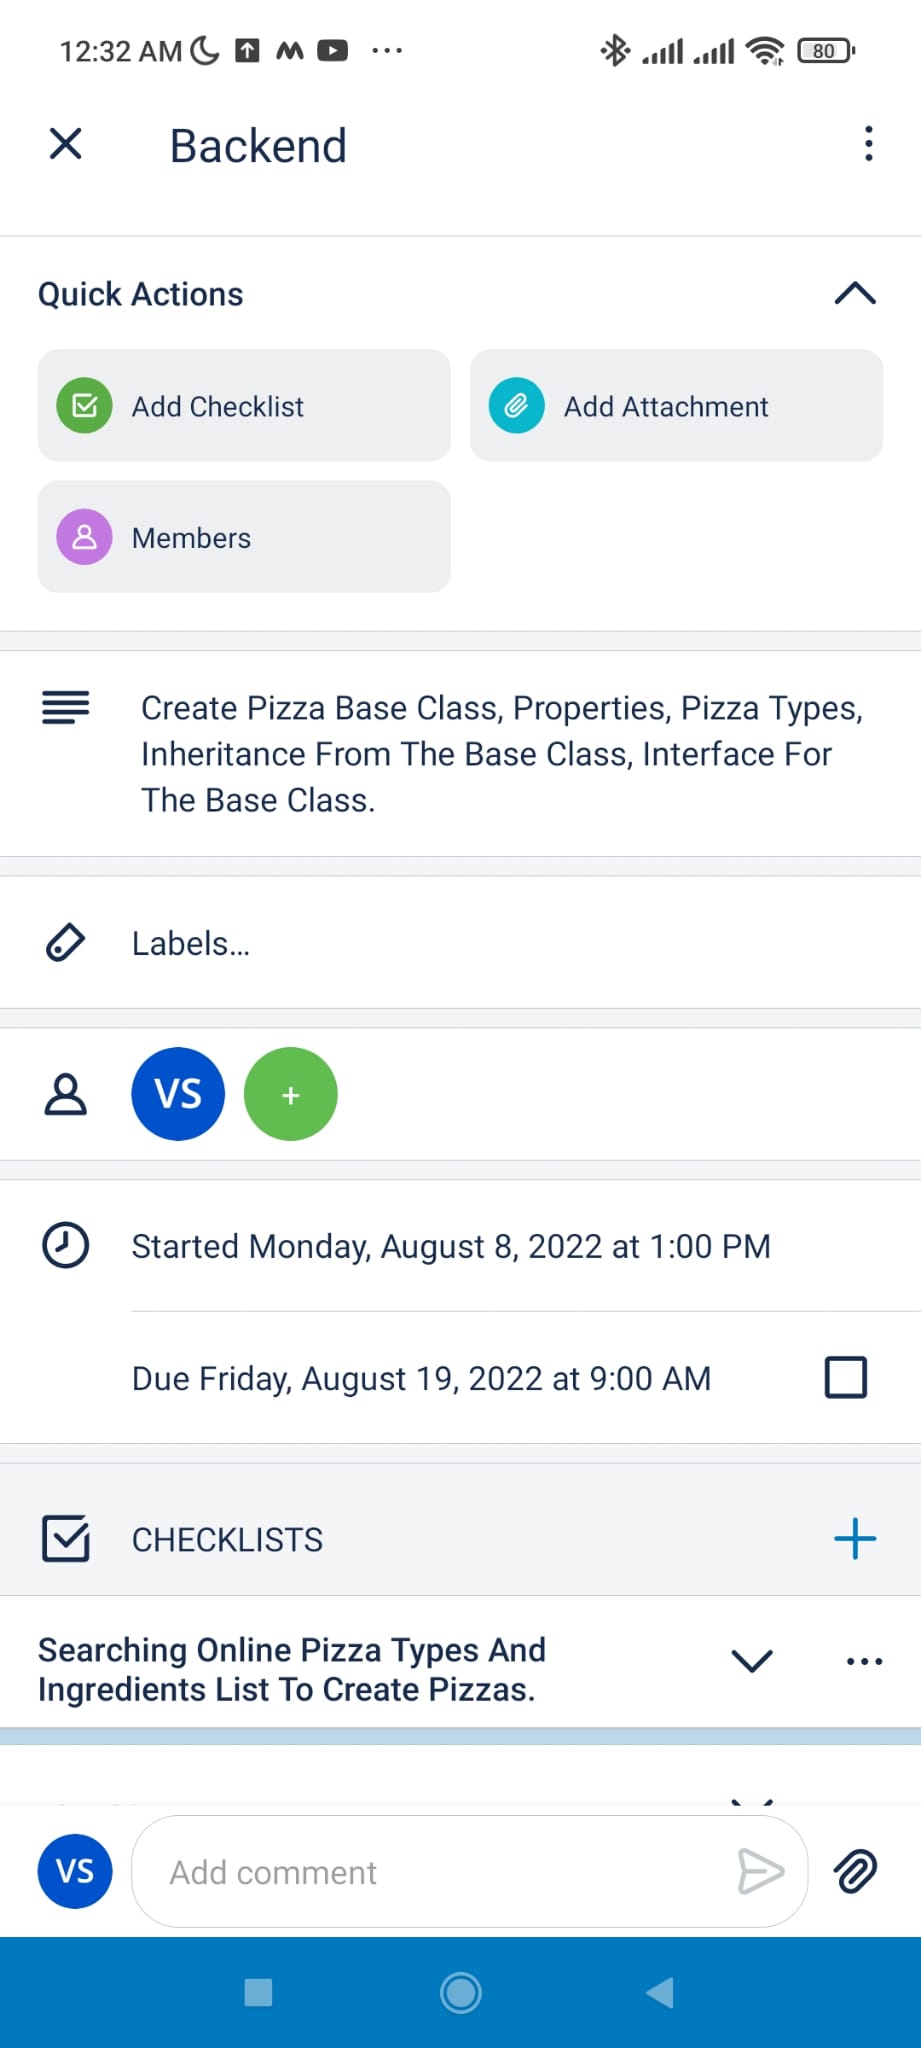 12:32 AM
80
Backend
Quick Actions
Add Checklist
Add Attachment
Members
Create Pizza Base Class, Properties, Pizza Types,
Inheritance From The Base Class, Interface For
The Base Class.
Labels...
VS +
Started Monday, August 8, 2022 at 1:00 PM
Due Friday, August 19, 2022 at 9:00 AM
CHECKLISTS
Searching Online Pizza Types And
Ingredients List To Create Pizzas.
VS
Add comment